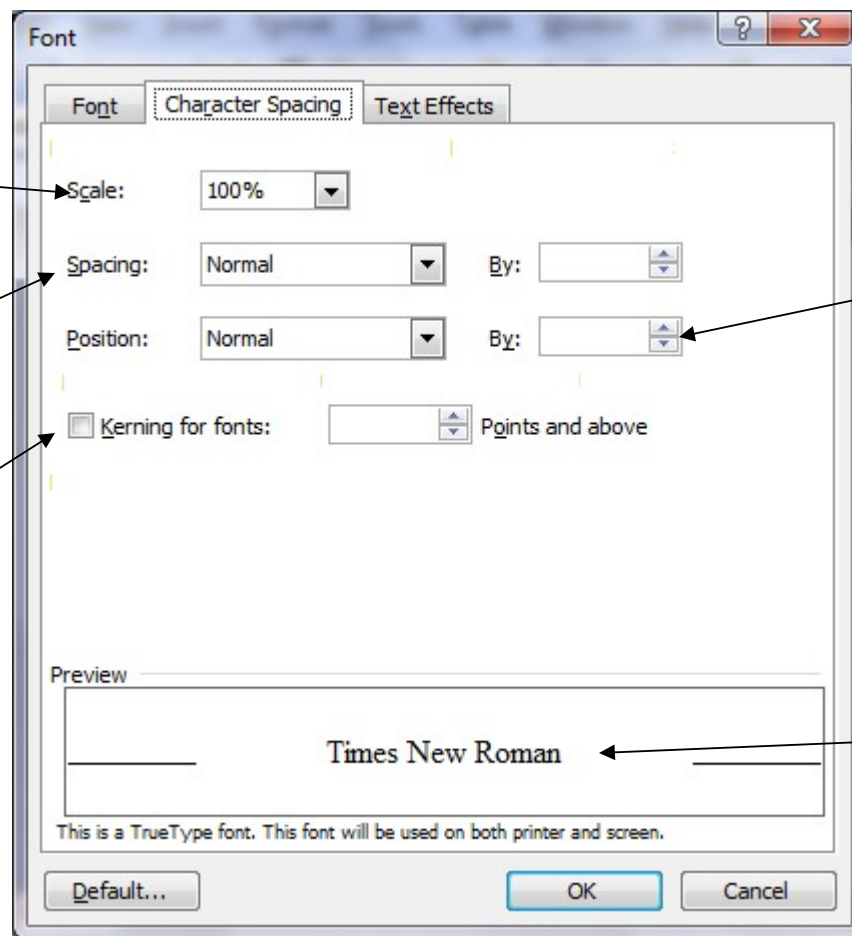 Font
Font Character Spacing Text Effects
Scale: 100%
Spacing: Normal By:
Position: Normal By:
Kerning for fonts: Points and above
Preview
Times New Roman
This is a TrueType font. This font will be used on both printer and screen.
Default... OK Cancel